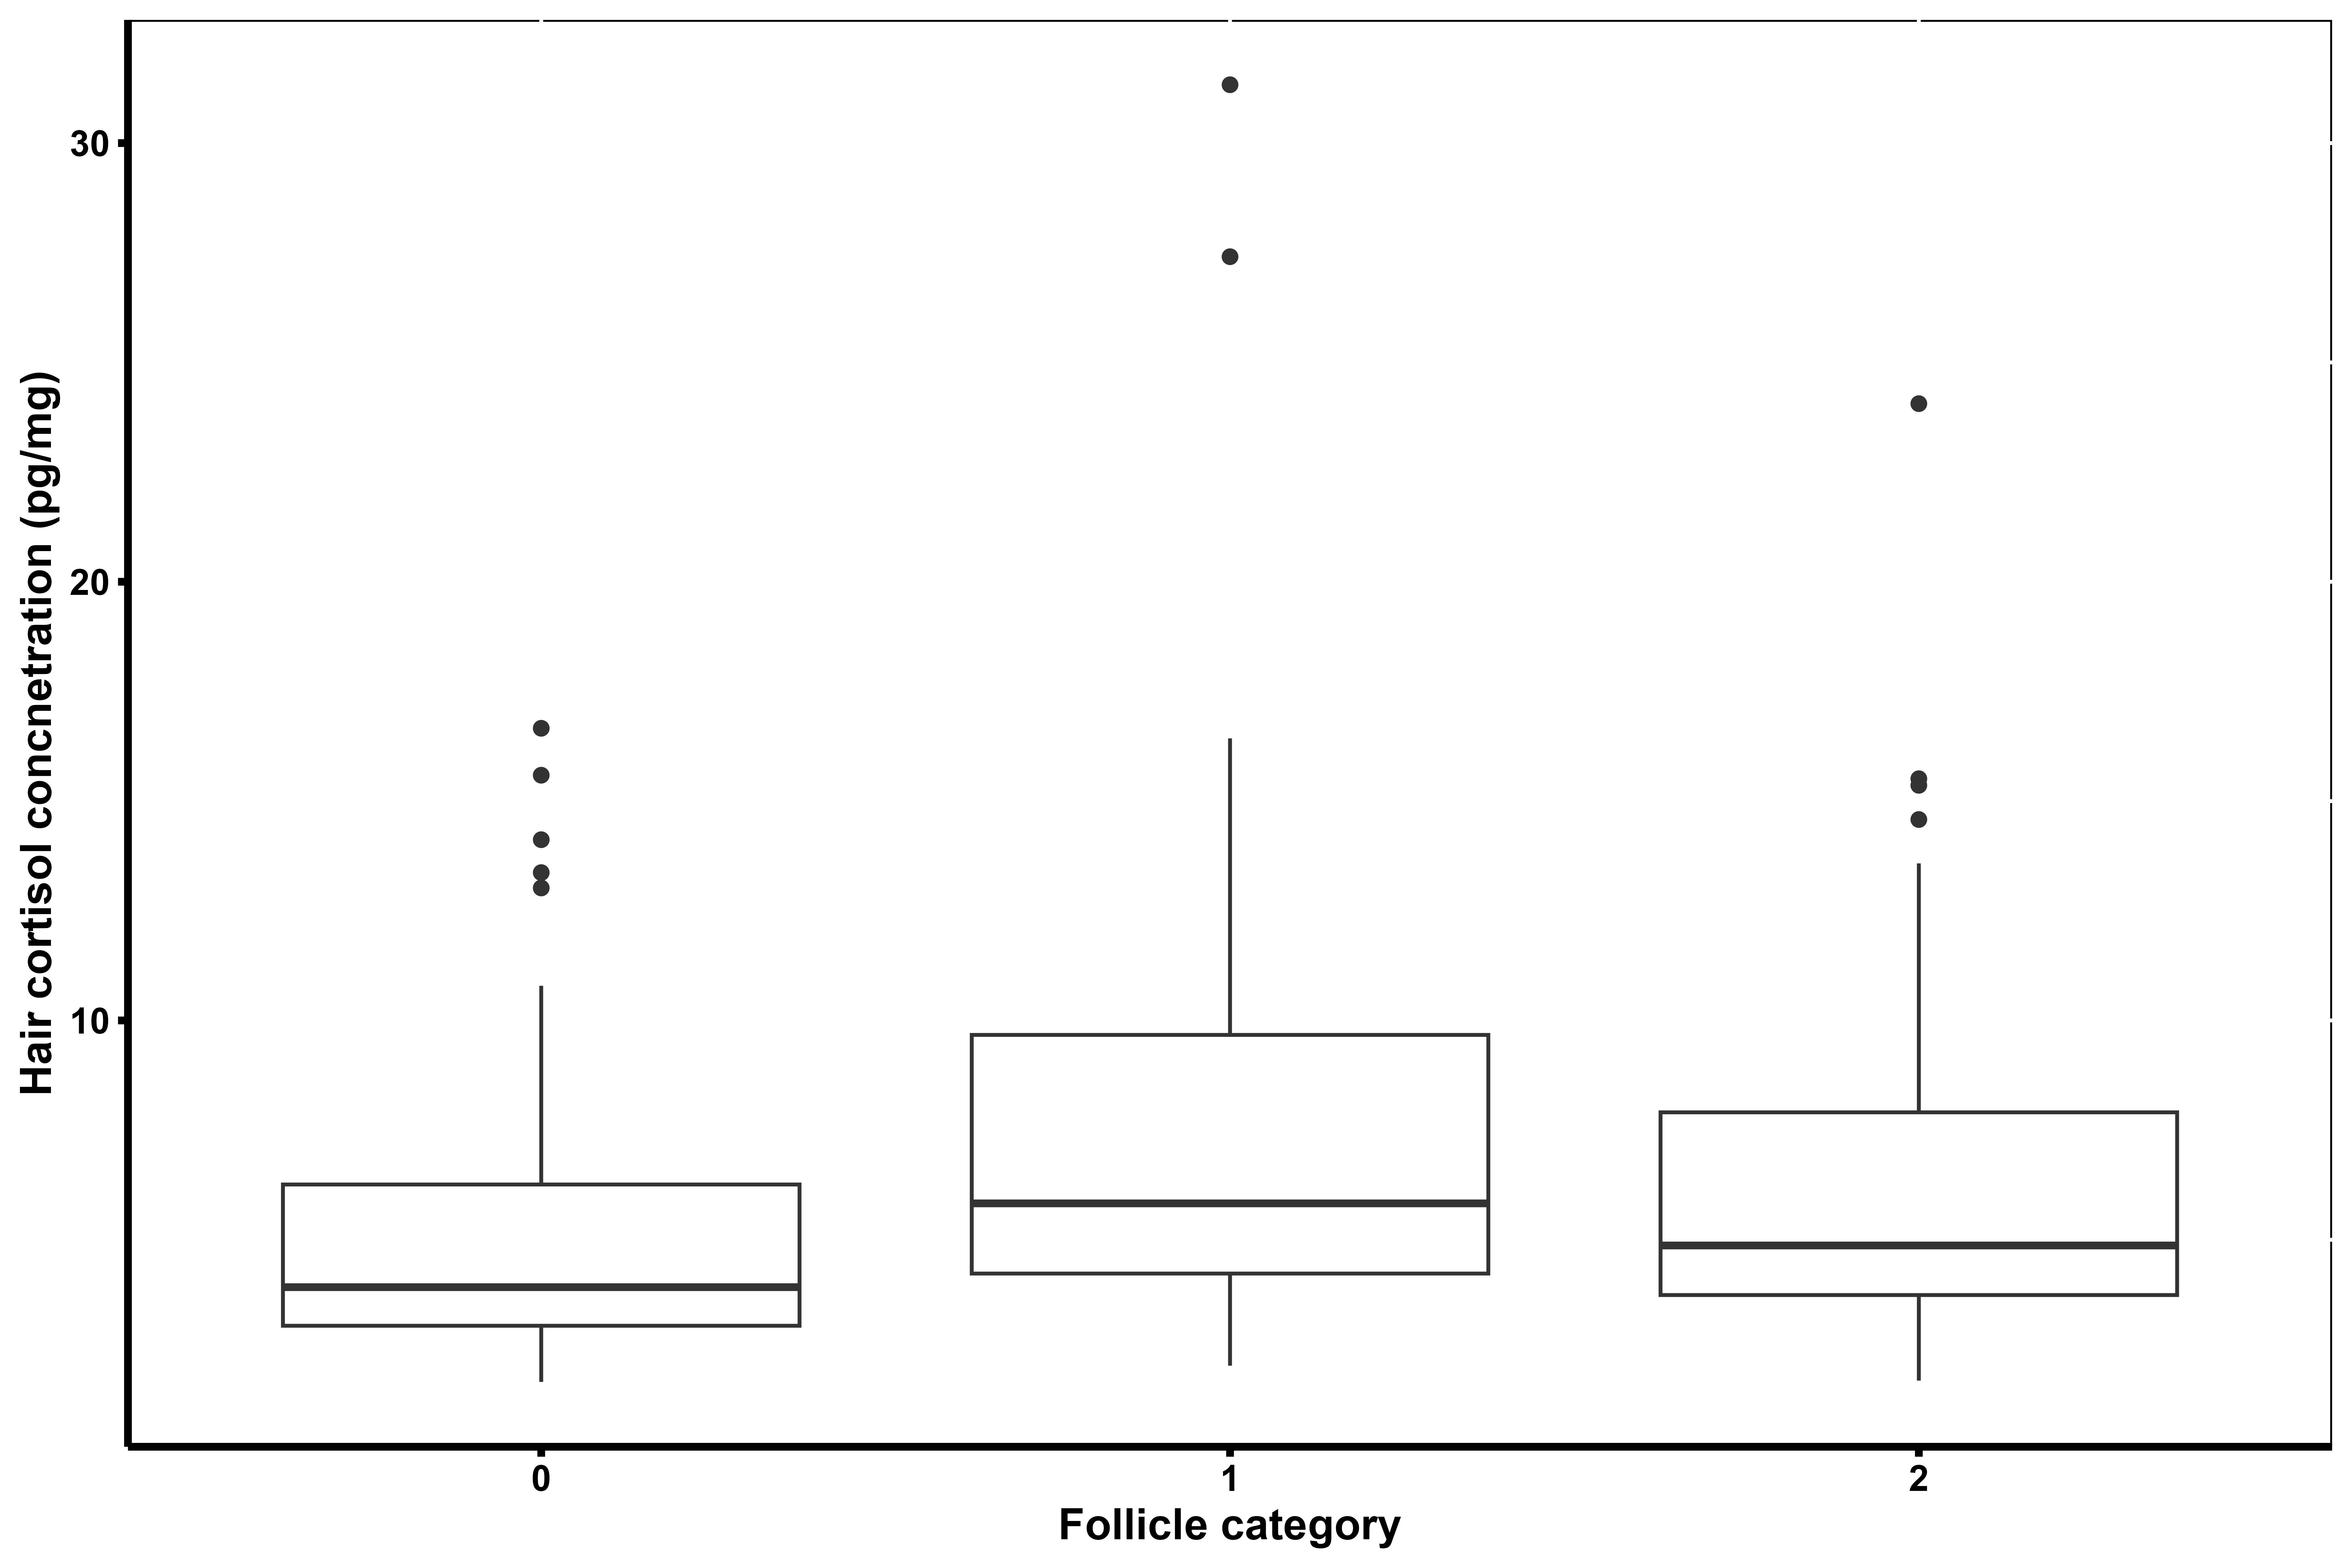 Hair cortisol concnetration (pg/mg)
30
20
10
0 1 2
Follicle category